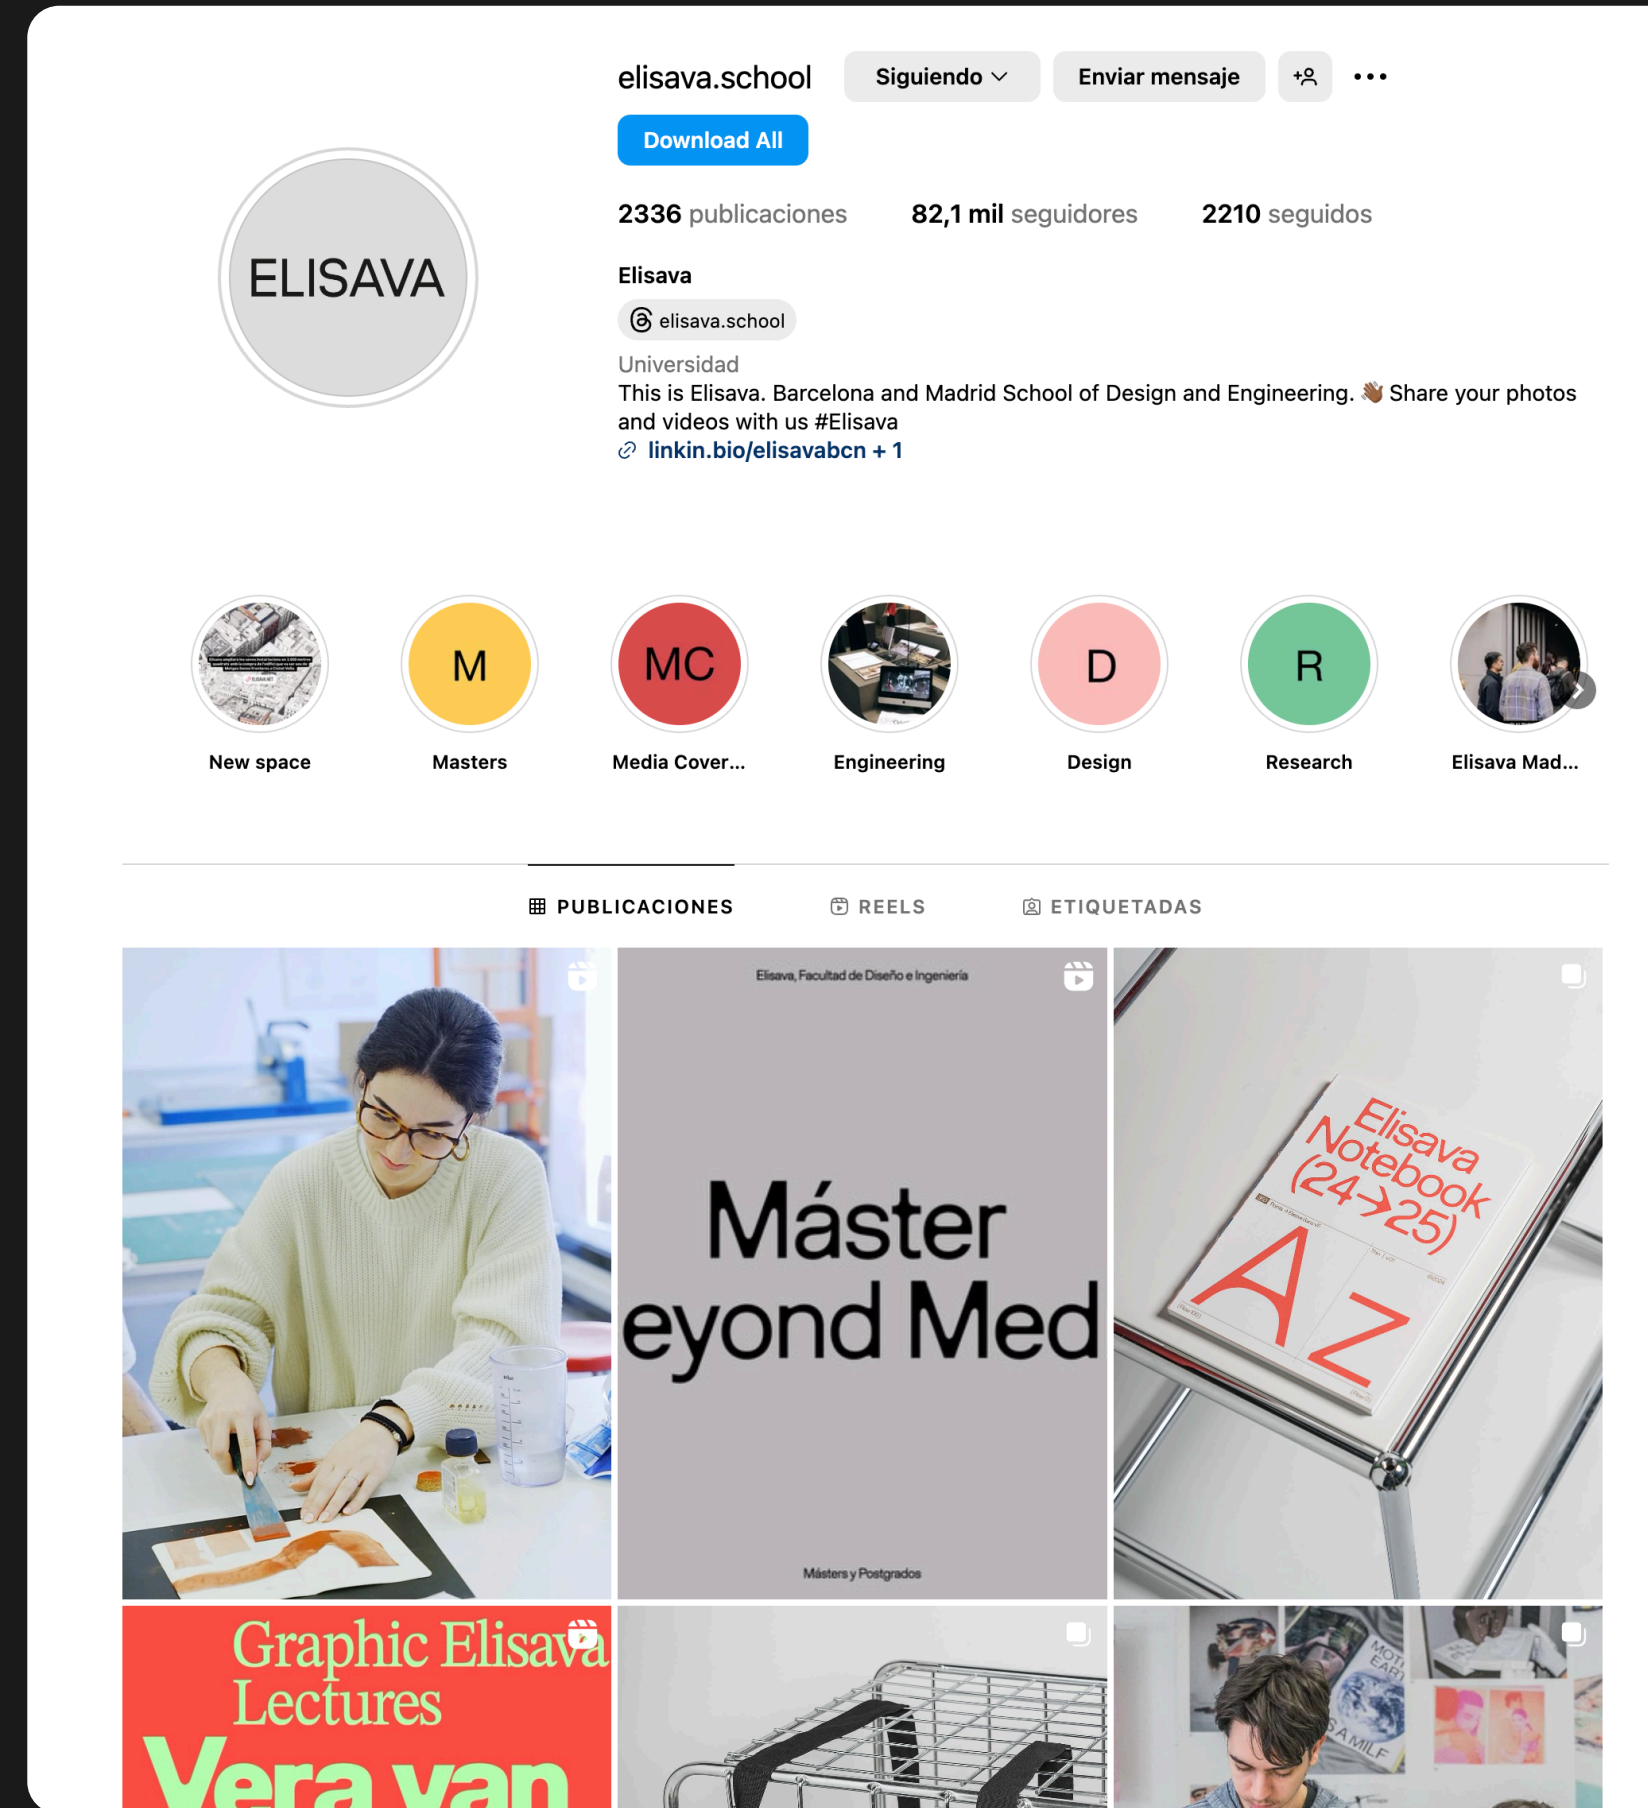 elisava.school
Siguiendo
Enviar mensaje
Download All
2336 publicaciones
82,1 mil seguidores
2210 seguidos
ELISAVA
Elisava
elisava.school
Universidad
This is Elisava. Barcelona and Madrid School of Design and Engineering. 👋🏾 Share your photos
and videos with us #Elisava
linkin.bio/elisavabcn + 1
M
MC
D
R
New space
Masters
Media Cover...
Engineering
Design
Research
Elisava Mad...
PUBLICACIONES
REELS
ETIQUETADAS
Elisava, Facultad de Diseño e Ingeniería
Máster
eyond Med
Másters y Postgrados
Elisava
Notebook
(24→25)
A
Z
Graphic Elisava
Lectures
Vera van
MOTH
EARTH
S A MILF